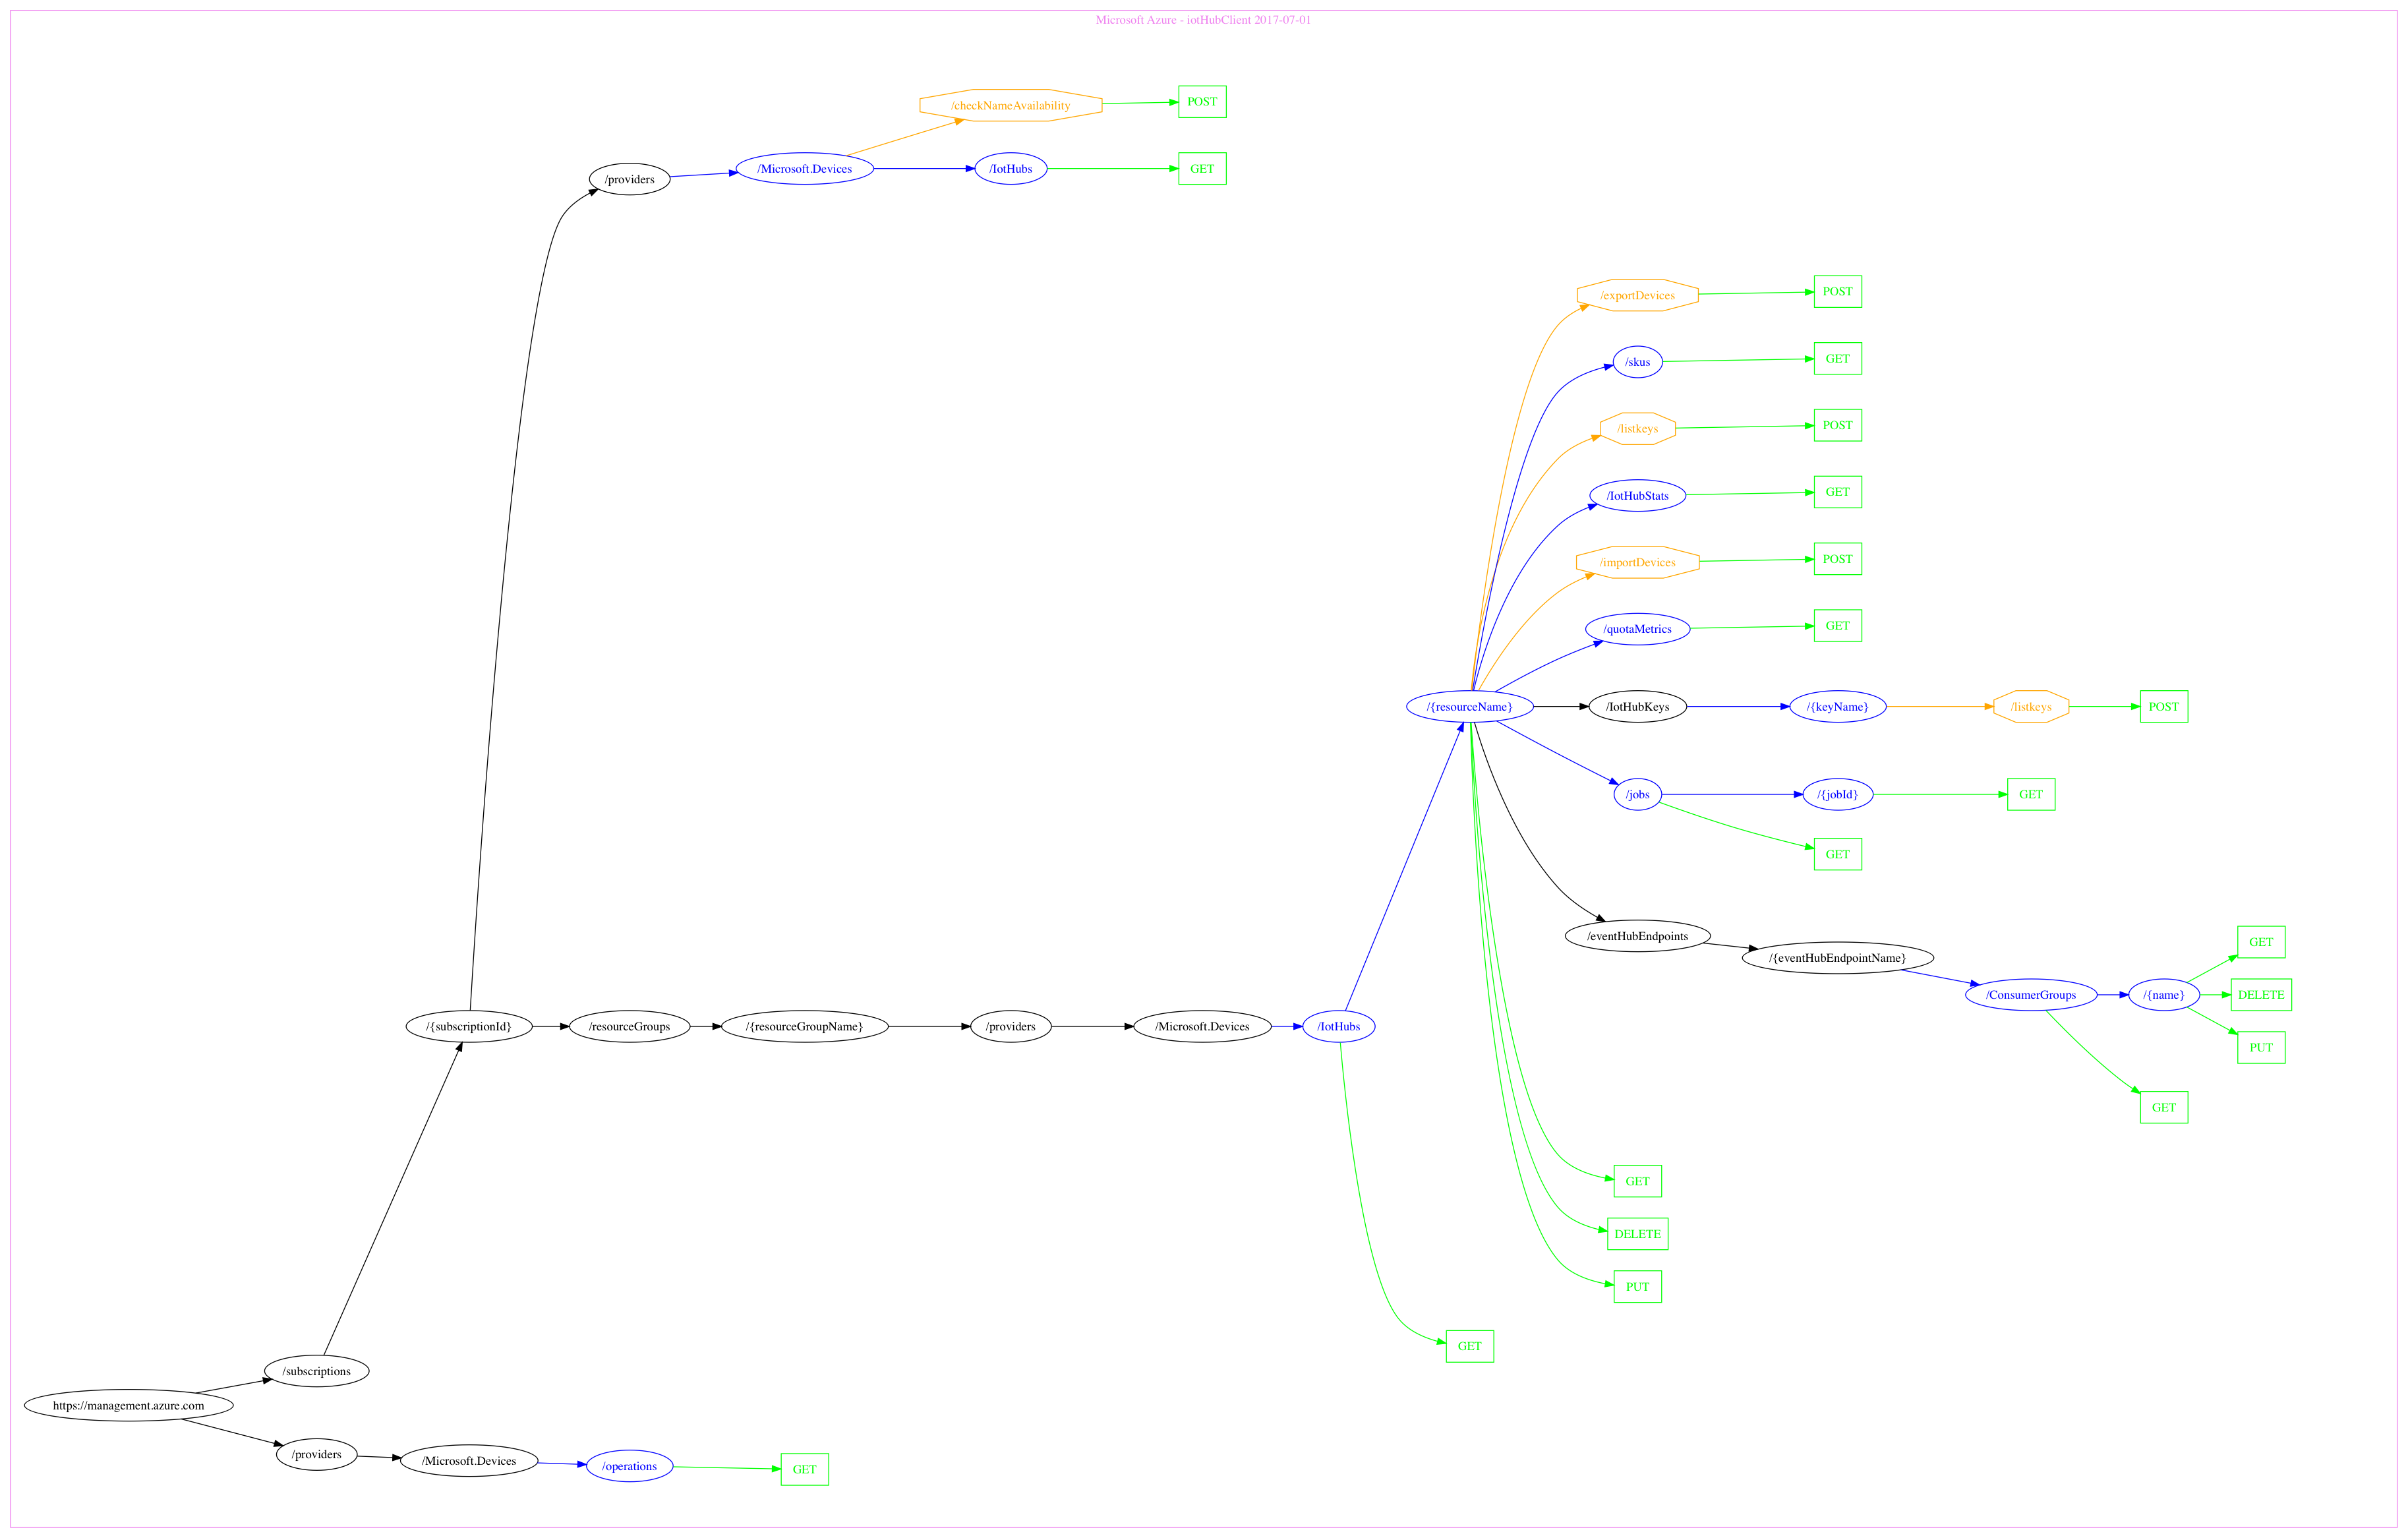 Microsoft Azure - iotHubClient 2017-07-01
/checkNameAvailability
POST
/providers
/Microsoft.Devices
/IotHubs
GET
/exportDevices
POST
/skus
GET
/listkeys
POST
/IotHubStats
GET
/importDevices
POST
/quotaMetrics
GET
/{resourceName}
/IotHubKeys
/{keyName}
/listkeys
POST
/jobs
/{jobId}
GET
GET
/eventHubEndpoints
/{eventHubEndpointName}
/ConsumerGroups
/{name}
GET
DELETE
PUT
GET
/{subscriptionId}
/resourceGroups
/{resourceGroupName}
/providers
/Microsoft.Devices
/IotHubs
GET
DELETE
PUT
GET
/subscriptions
https://management.azure.com
/providers
/Microsoft.Devices
/operations
GET